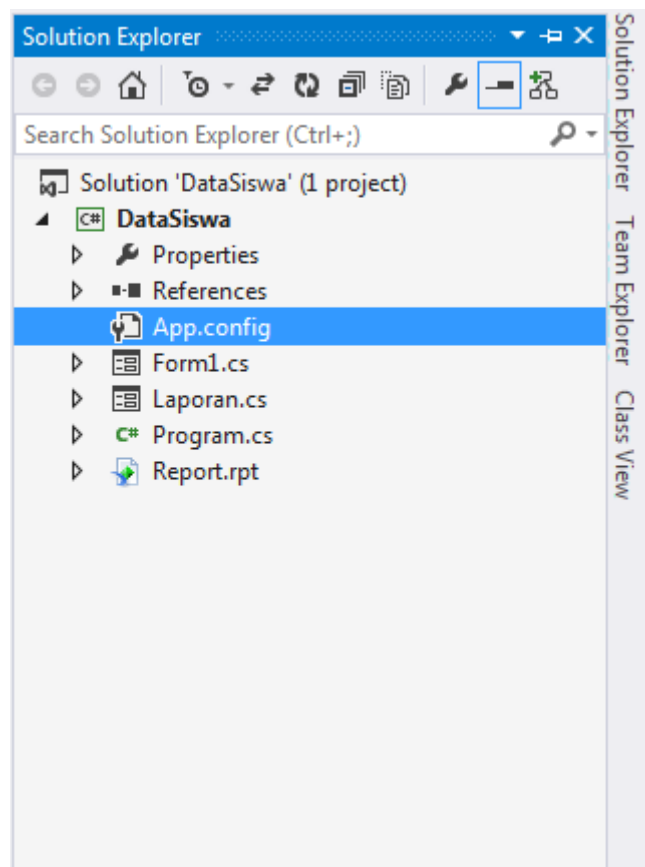 Solution Explorer
Search Solution Explorer (Ctrl+;)
Solution 'DataSiswa' (1 project)
C# DataSiswa
Properties
References
App.config
Form1.cs
Laporan.cs
C# Program.cs
Report.rpt
Solution Explorer
Team Explorer
Class View